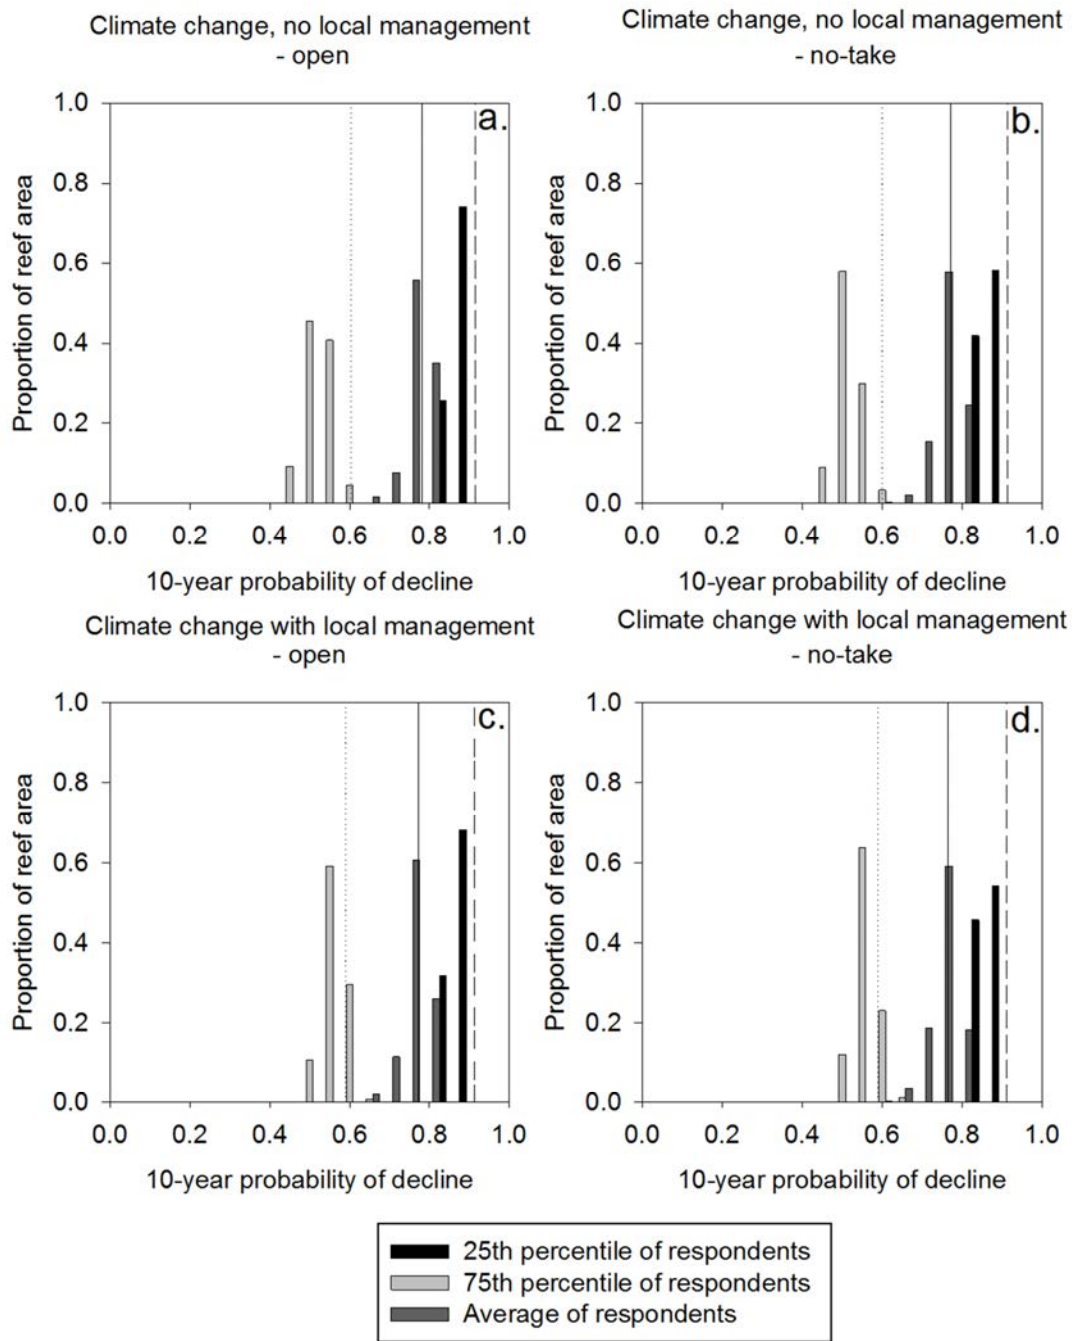 Climate change, no local management
- open
Climate change, no local management
- no-take
a.
1.0
0.8
0.6
0.4
0.2
0.0
Proportion of reef area
0.0 0.2 0.4 0.6 0.8 1.0
10-year probability of decline
b.
1.0
0.8
0.6
0.4
0.2
0.0
Proportion of reef area
0.0 0.2 0.4 0.6 0.8 1.0
10-year probability of decline
Climate change with local management
- open
Climate change with local management
- no-take
c.
1.0
0.8
0.6
0.4
0.2
0.0
Proportion of reef area
0.0 0.2 0.4 0.6 0.8 1.0
10-year probability of decline
d.
1.0
0.8
0.6
0.4
0.2
0.0
Proportion of reef area
0.0 0.2 0.4 0.6 0.8 1.0
10-year probability of decline
25th percentile of respondents
75th percentile of respondents
Average of respondents